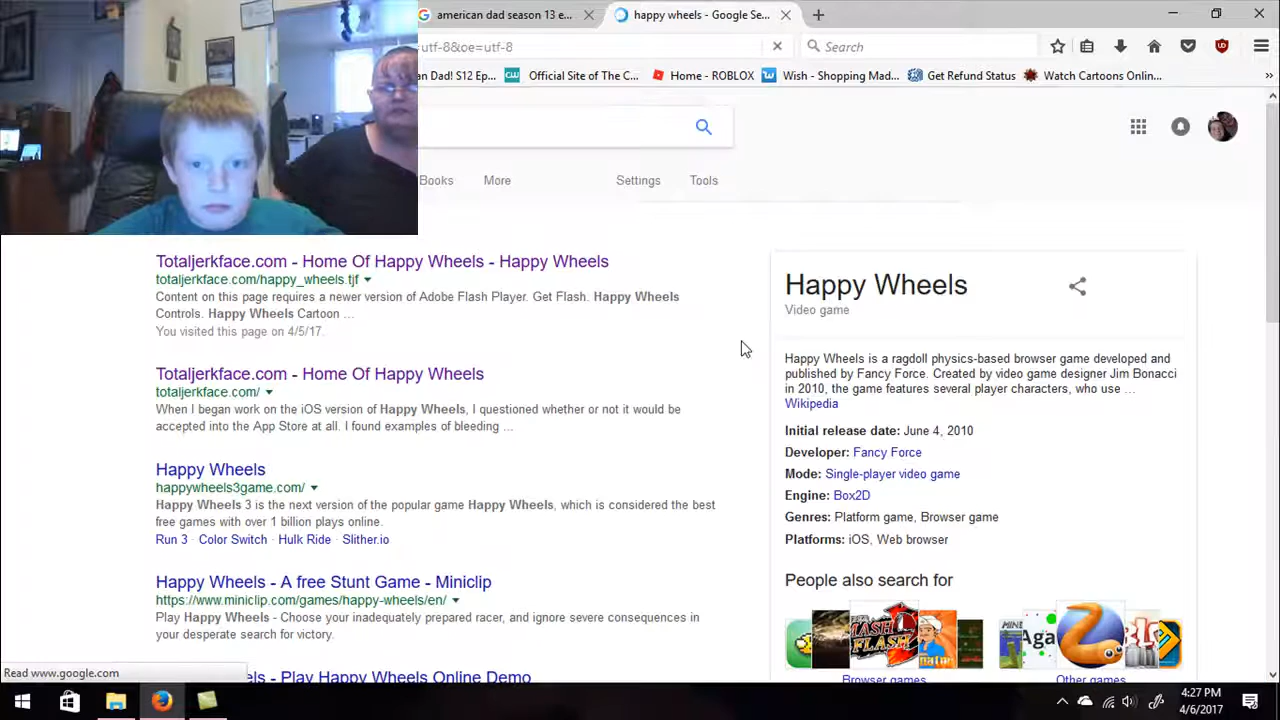 american dad season 13 e...
happy wheels - Google Se...
=utf-8&oe=utf-8
Search
an Dad! S12 Ep...
Official Site of The C...
Home - ROBLOX
Wish - Shopping Mad...
Get Refund Status
Watch Cartoons Onlin...
Books
More
Settings
Tools
Totaljerkface.com - Home Of Happy Wheels - Happy Wheels
totaljerkface.com/happy_wheels.tjf
Content on this page requires a newer version of Adobe Flash Player. Get Flash. Happy Wheels
Controls. Happy Wheels Cartoon ...
You visited this page on 4/5/17.
Totaljerkface.com - Home Of Happy Wheels
totaljerkface.com/
When I began work on the iOS version of Happy Wheels, I questioned whether or not it would be
accepted into the App Store at all. I found examples of bleeding ...
Happy Wheels
happywheels3game.com/
Happy Wheels 3 is the next version of the popular game Happy Wheels, which is considered the best
free games with over 1 billion plays online.
Run 3 · Color Switch · Hulk Ride · Slither.io
Happy Wheels - A free Stunt Game - Miniclip
https://www.miniclip.com/games/happy-wheels/en/
Play Happy Wheels - Choose your inadequately prepared racer, and ignore severe consequences in
your desperate search for victory.
els - Play Happy Wheels Online Demo
Happy Wheels
Video game
Happy Wheels is a ragdoll physics-based browser game developed and
published by Fancy Force. Created by video game designer Jim Bonacci
in 2010, the game features several player characters, who use ...
Wikipedia
Initial release date: June 4, 2010
Developer: Fancy Force
Mode: Single-player video game
Engine: Box2D
Genres: Platform game, Browser game
Platforms: iOS, Web browser
People also search for
Browser games
Other games
Read www.google.com
4:27 PM
4/6/2017